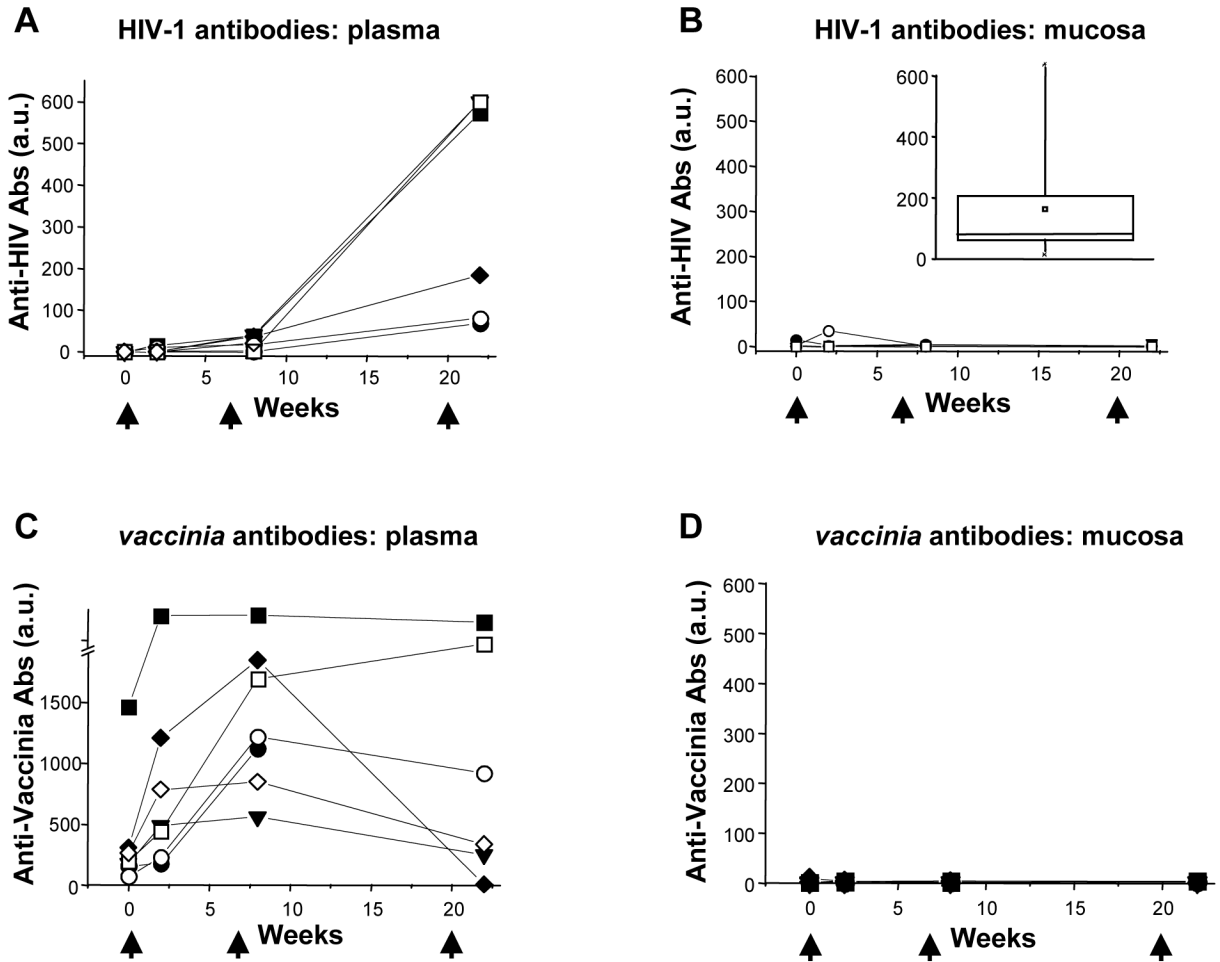 A
HIV-1 antibodies: plasma
Anti-HIV Abs (a.u.)
600
500
400
300
200
100
0
0 5 10 15 20
Weeks
B
HIV-1 antibodies: mucosa
Anti-HIV Abs (a.u.)
600
500
400
300
200
100
0
600
400
200
0
0 5 10 15 20
Weeks
C
vaccinia antibodies: plasma
Anti-Vaccinia Abs (a.u.)
1500
1000
500
0
0 5 10 15 20
Weeks
D
vaccinia antibodies: mucosa
Anti-Vaccinia Abs (a.u.)
600
500
400
300
200
100
0
0 5 10 15 20
Weeks